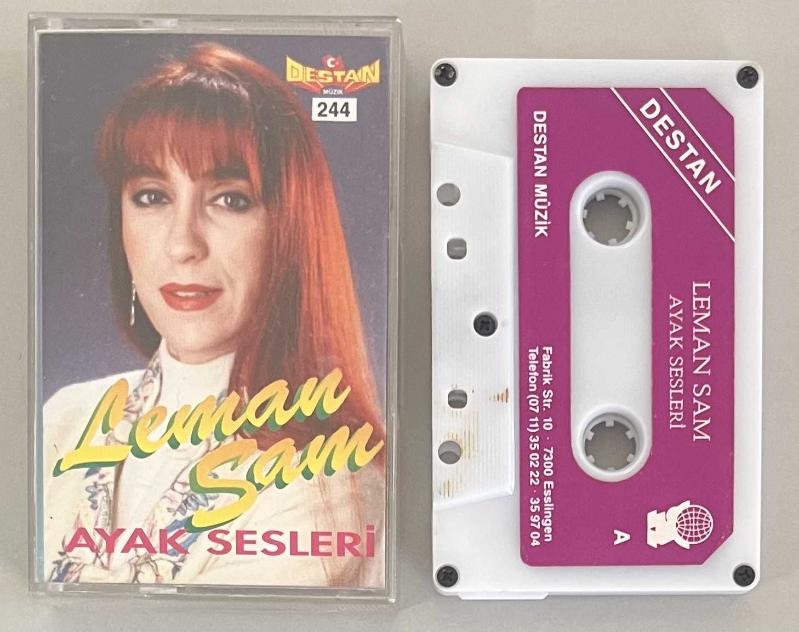 DESTAN
MÜZİK
244
Leman
Sam
AYAK SESLERİ
DESTAN
DESTAN MÜZİK
LEMAN SAM
AYAK SESLERİ
Fabrik Str. 10 · 7300 Esslingen
Telefon (07 11) 35 02 22 · 35 97 04
A